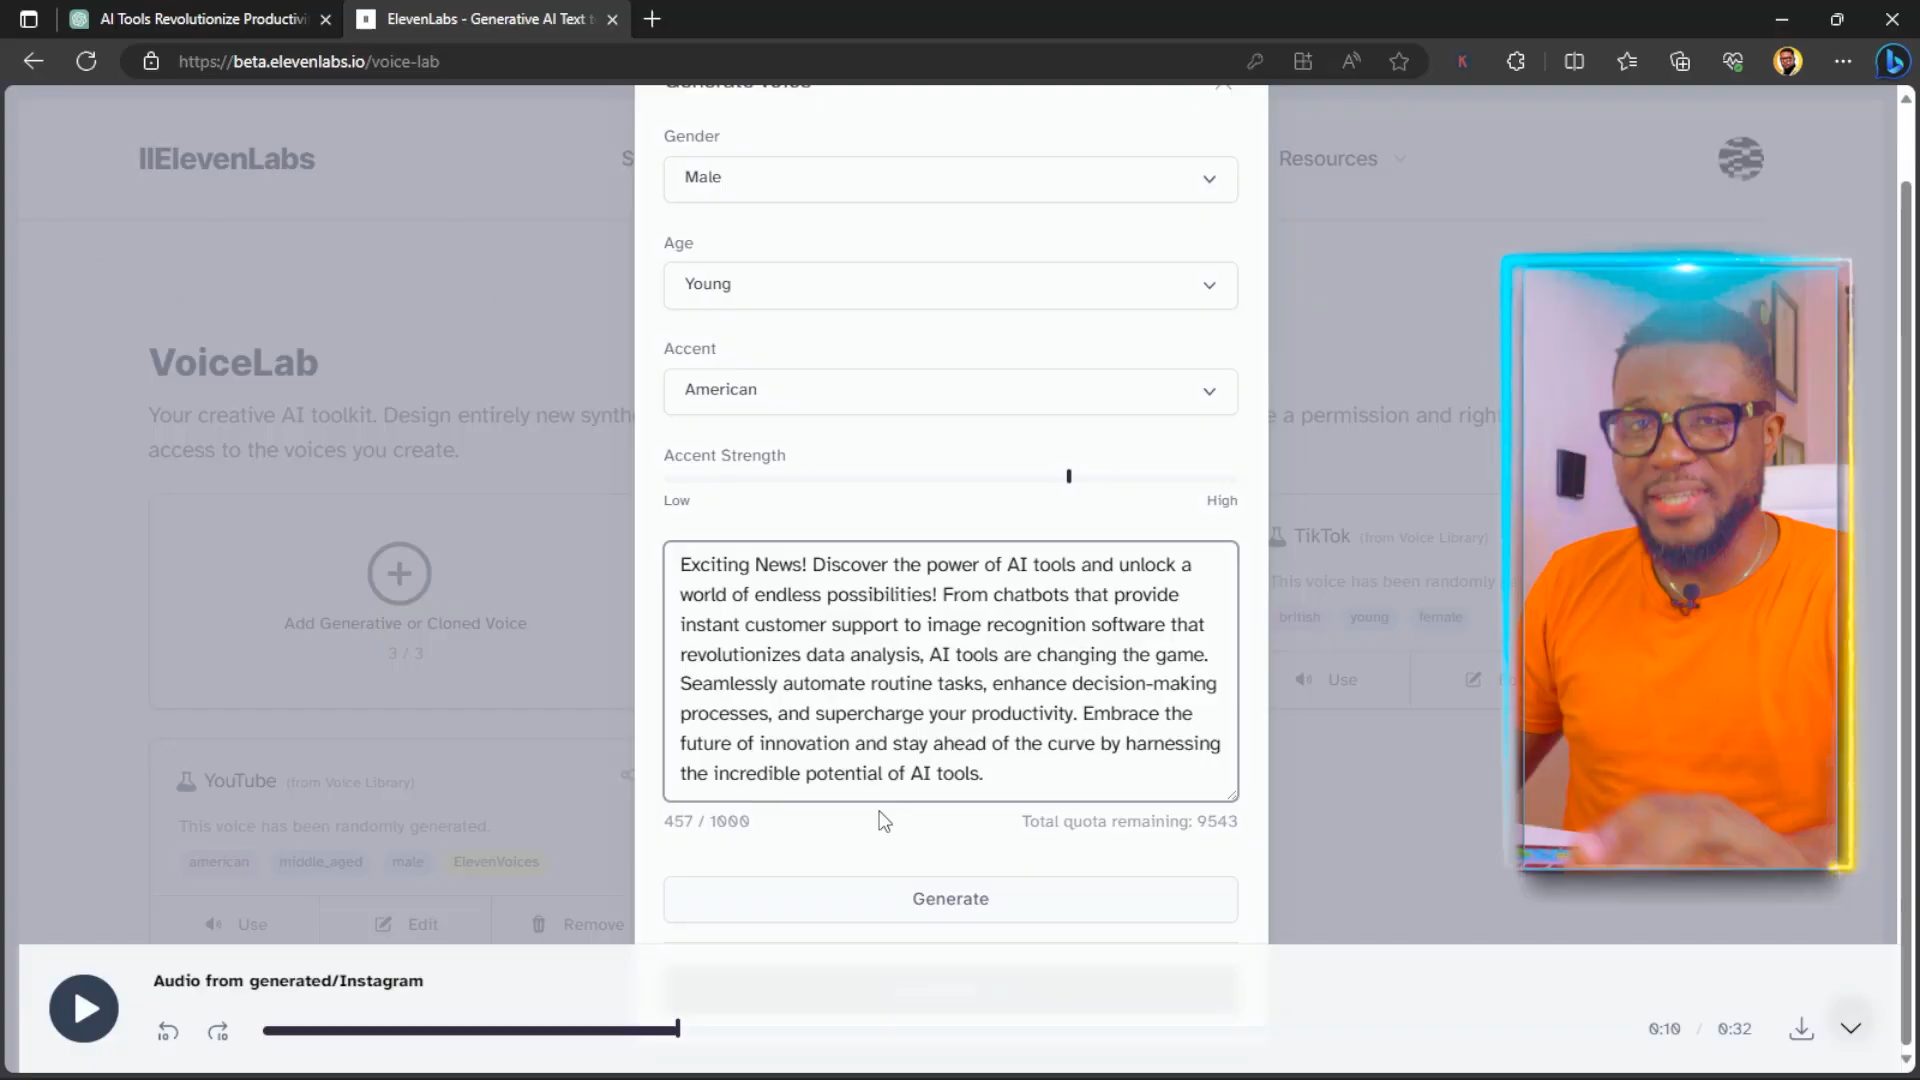 AI Tools Revolutionize Productivi
ElevenLabs - Generative AI Text t
https://beta.elevenlabs.io/voice-lab
Generate Voice
IIElevenLabs
S
Resources
Gender
Male
Age
Young
Accent
American
Accent Strength
Low
High
VoiceLab
Your creative AI toolkit. Design entirely new synthe
e a permission and right
access to the voices you create.
Add Generative or Cloned Voice
3 / 3
TikTok (from Voice Library)
This voice has been randomly
british young female
Use
Exciting News! Discover the power of AI tools and unlock a
world of endless possibilities! From chatbots that provide
instant customer support to image recognition software that
revolutionizes data analysis, AI tools are changing the game.
Seamlessly automate routine tasks, enhance decision-making
processes, and supercharge your productivity. Embrace the
future of innovation and stay ahead of the curve by harnessing
the incredible potential of AI tools.
457 / 1000
Total quota remaining: 9543
YouTube (from Voice Library)
This voice has been randomly generated.
american middle_aged male ElevenVoices
Use Edit Remove
Generate
Audio from generated/Instagram
10 10
0:10 / 0:32